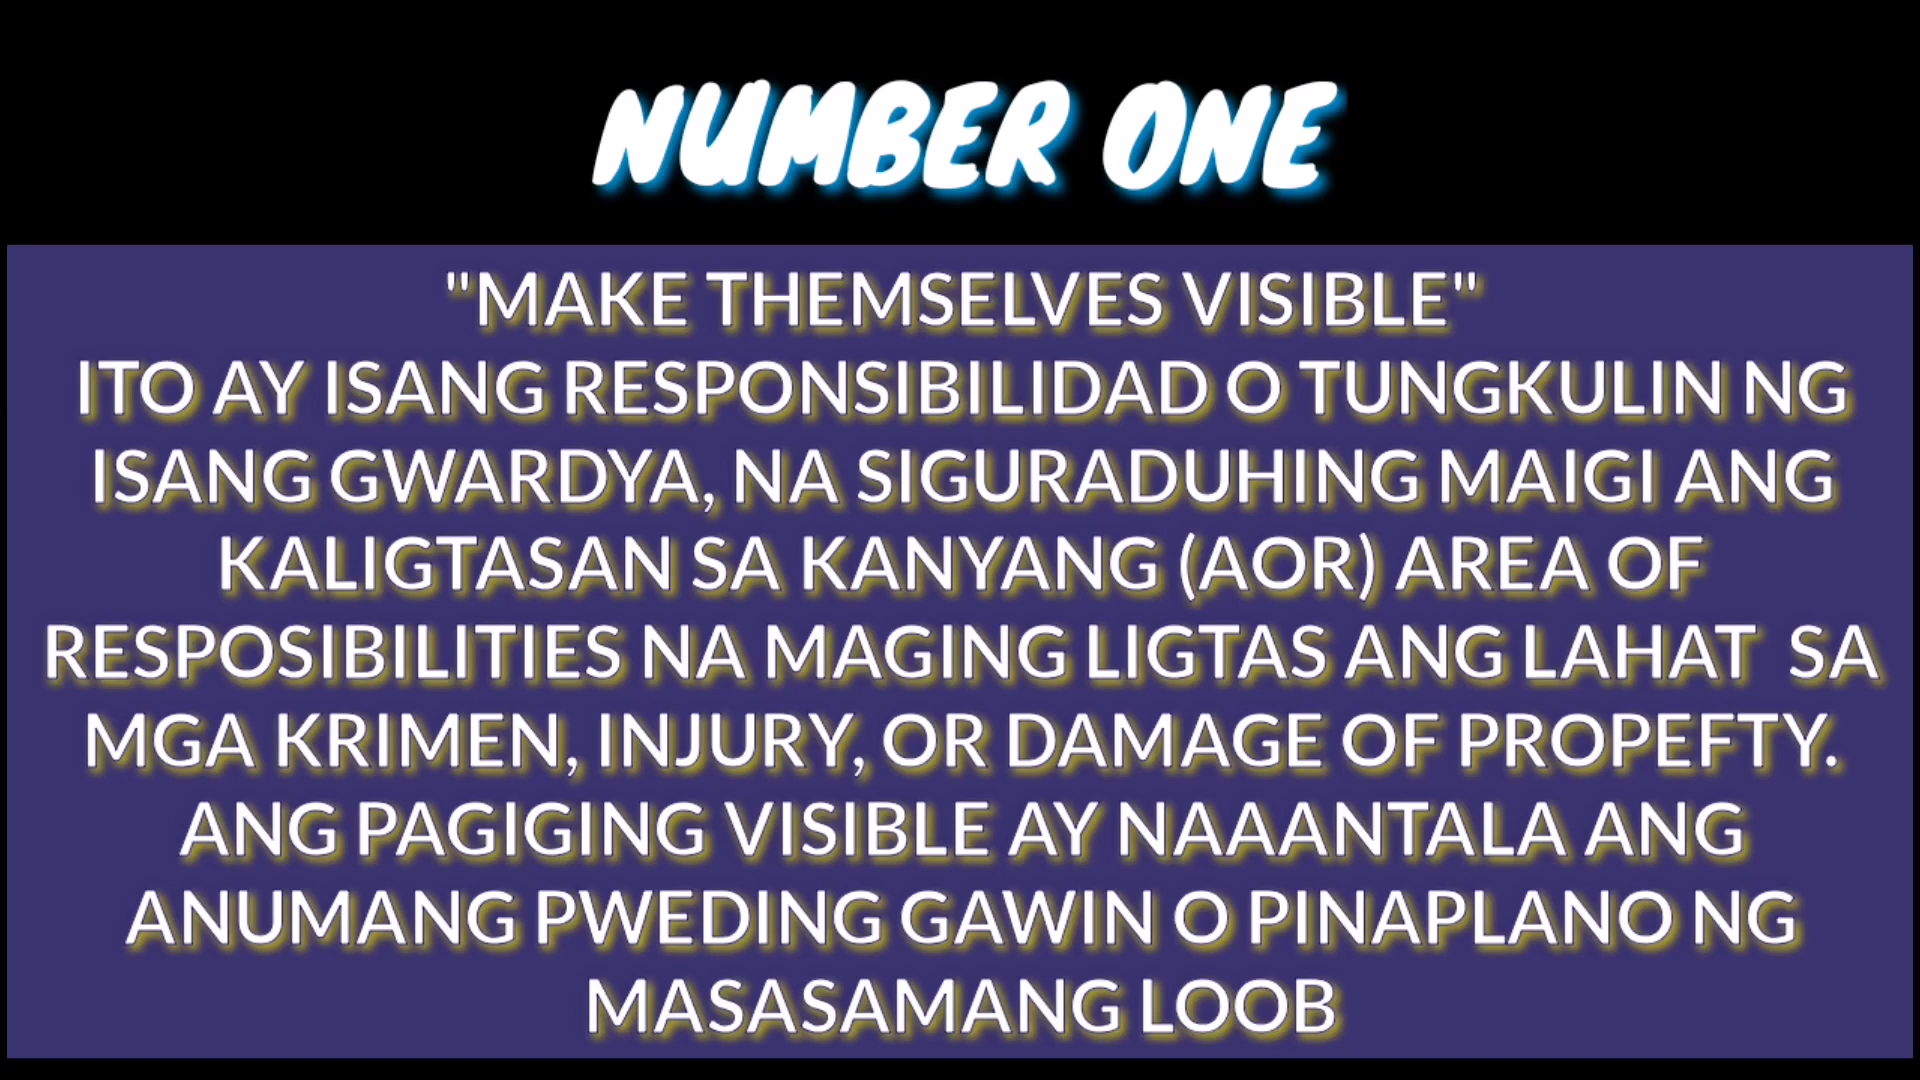 NUMBER ONE
"MAKE THEMSELVES VISIBLE"
ITO AY ISANG RESPONSIBILIDAD O TUNGKULIN NG
ISANG GWARDYA, NA SIGURADUHING MAIGI ANG
KALIGTASAN SA KANYANG (AOR) AREA OF
RESPOSIBILITIES NA MAGING LIGTAS ANG LAHAT  SA
MGA KRIMEN, INJURY, OR DAMAGE OF PROPEFTY.
ANG PAGIGING VISIBLE AY NAAANTALA ANG
ANUMANG PWEDING GAWIN O PINAPLANO NG
MASASAMANG LOOB